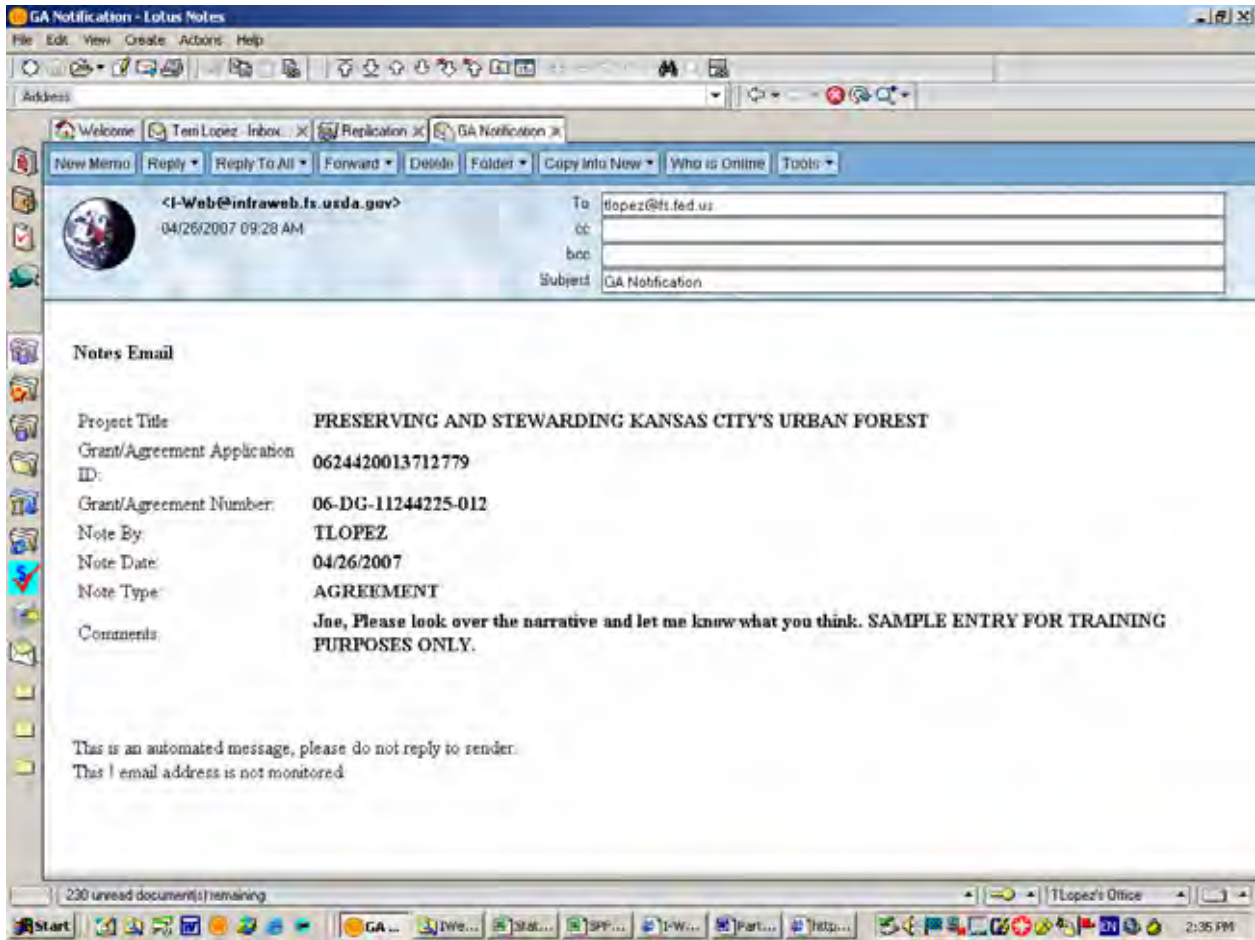 GA Notification - Lotus Notes
File Edit View Create Actions Help
Address
Welcome Terri Lopez - Inbox Replication GA Notification
New Memo Reply Reply To All Forward Delete Folder Copy Into New Who is Online Tools
<I-Web@infraweb.fs.usda.gov>
04/26/2007 09:28 AM
To tlopez@fs.fed.us
cc
bcc
Subject GA Notification
Notes Email
Project Title PRESERVING AND STEWARDING KANSAS CITY'S URBAN FOREST
Grant/Agreement Application
ID: 0624420013712779
Grant/Agreement Number: 06-DG-11244225-012
Note By: TLOPEZ
Note Date: 04/26/2007
Note Type: AGREEMENT
Comments: Joe, Please look over the narrative and let me know what you think. SAMPLE ENTRY FOR TRAINING
PURPOSES ONLY.
This is an automated message, please do not reply to sender.
This ! email address is not monitored
230 unread document(s) remaining
TLopez's Office
Start GA ... IWe... Stat... SPF... I-W... Part... http... 2:35 PM